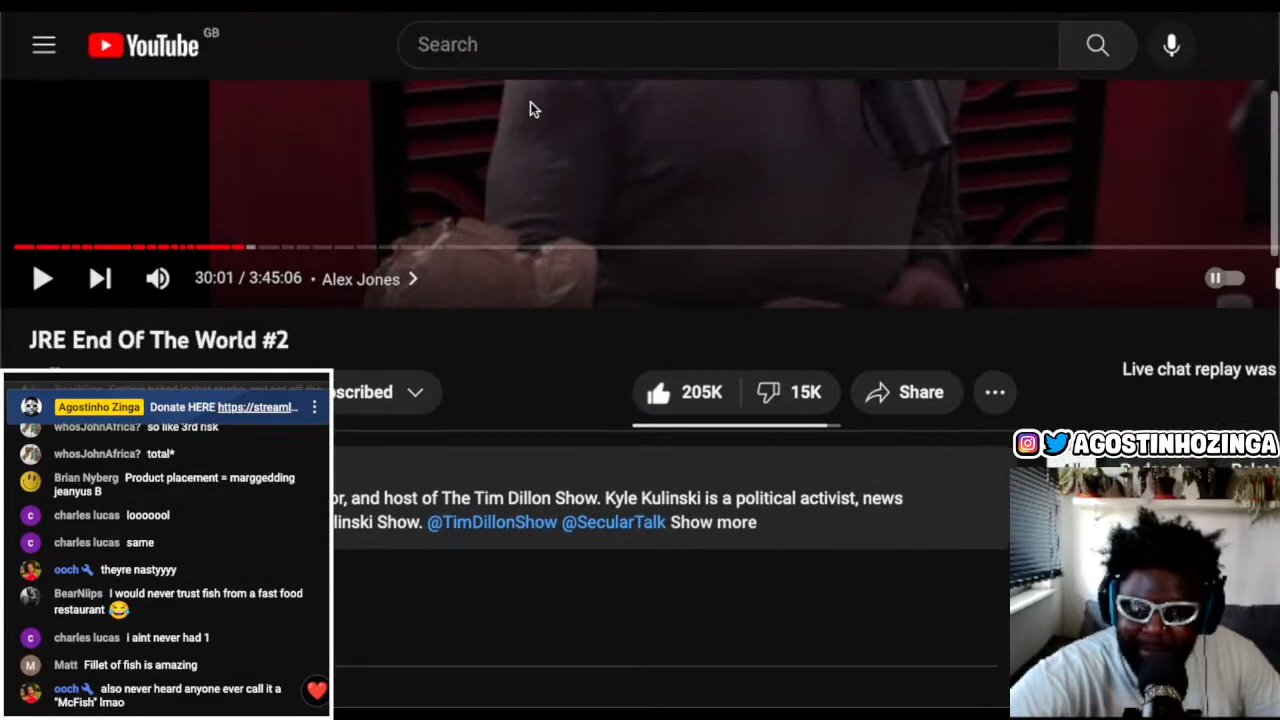 YouTube GB
Search
30:01 / 3:45:06 • Alex Jones >
JRE End Of The World #2
Live chat replay was
scribed
205K
15K
Share
Agostinho Zinga Donate HERE https://streaml...
whosJohnAfrica? so like 3rd risk
whosJohnAfrica? total*
Brian Nyberg Product placement = marggedding
jeanyus B
charles lucas looooool
charles lucas same
ooch theyre nastyyyy
BearNiips I would never trust fish from a fast food
restaurant 😂
charles lucas i aint never had 1
Matt Fillet of fish is amazing
ooch also never heard anyone ever call it a
"McFish" lmao
or, and host of The Tim Dillon Show. Kyle Kulinski is a political activist, news
linski Show. @TimDillonShow @SecularTalk Show more
AGOSTINHOZINGA